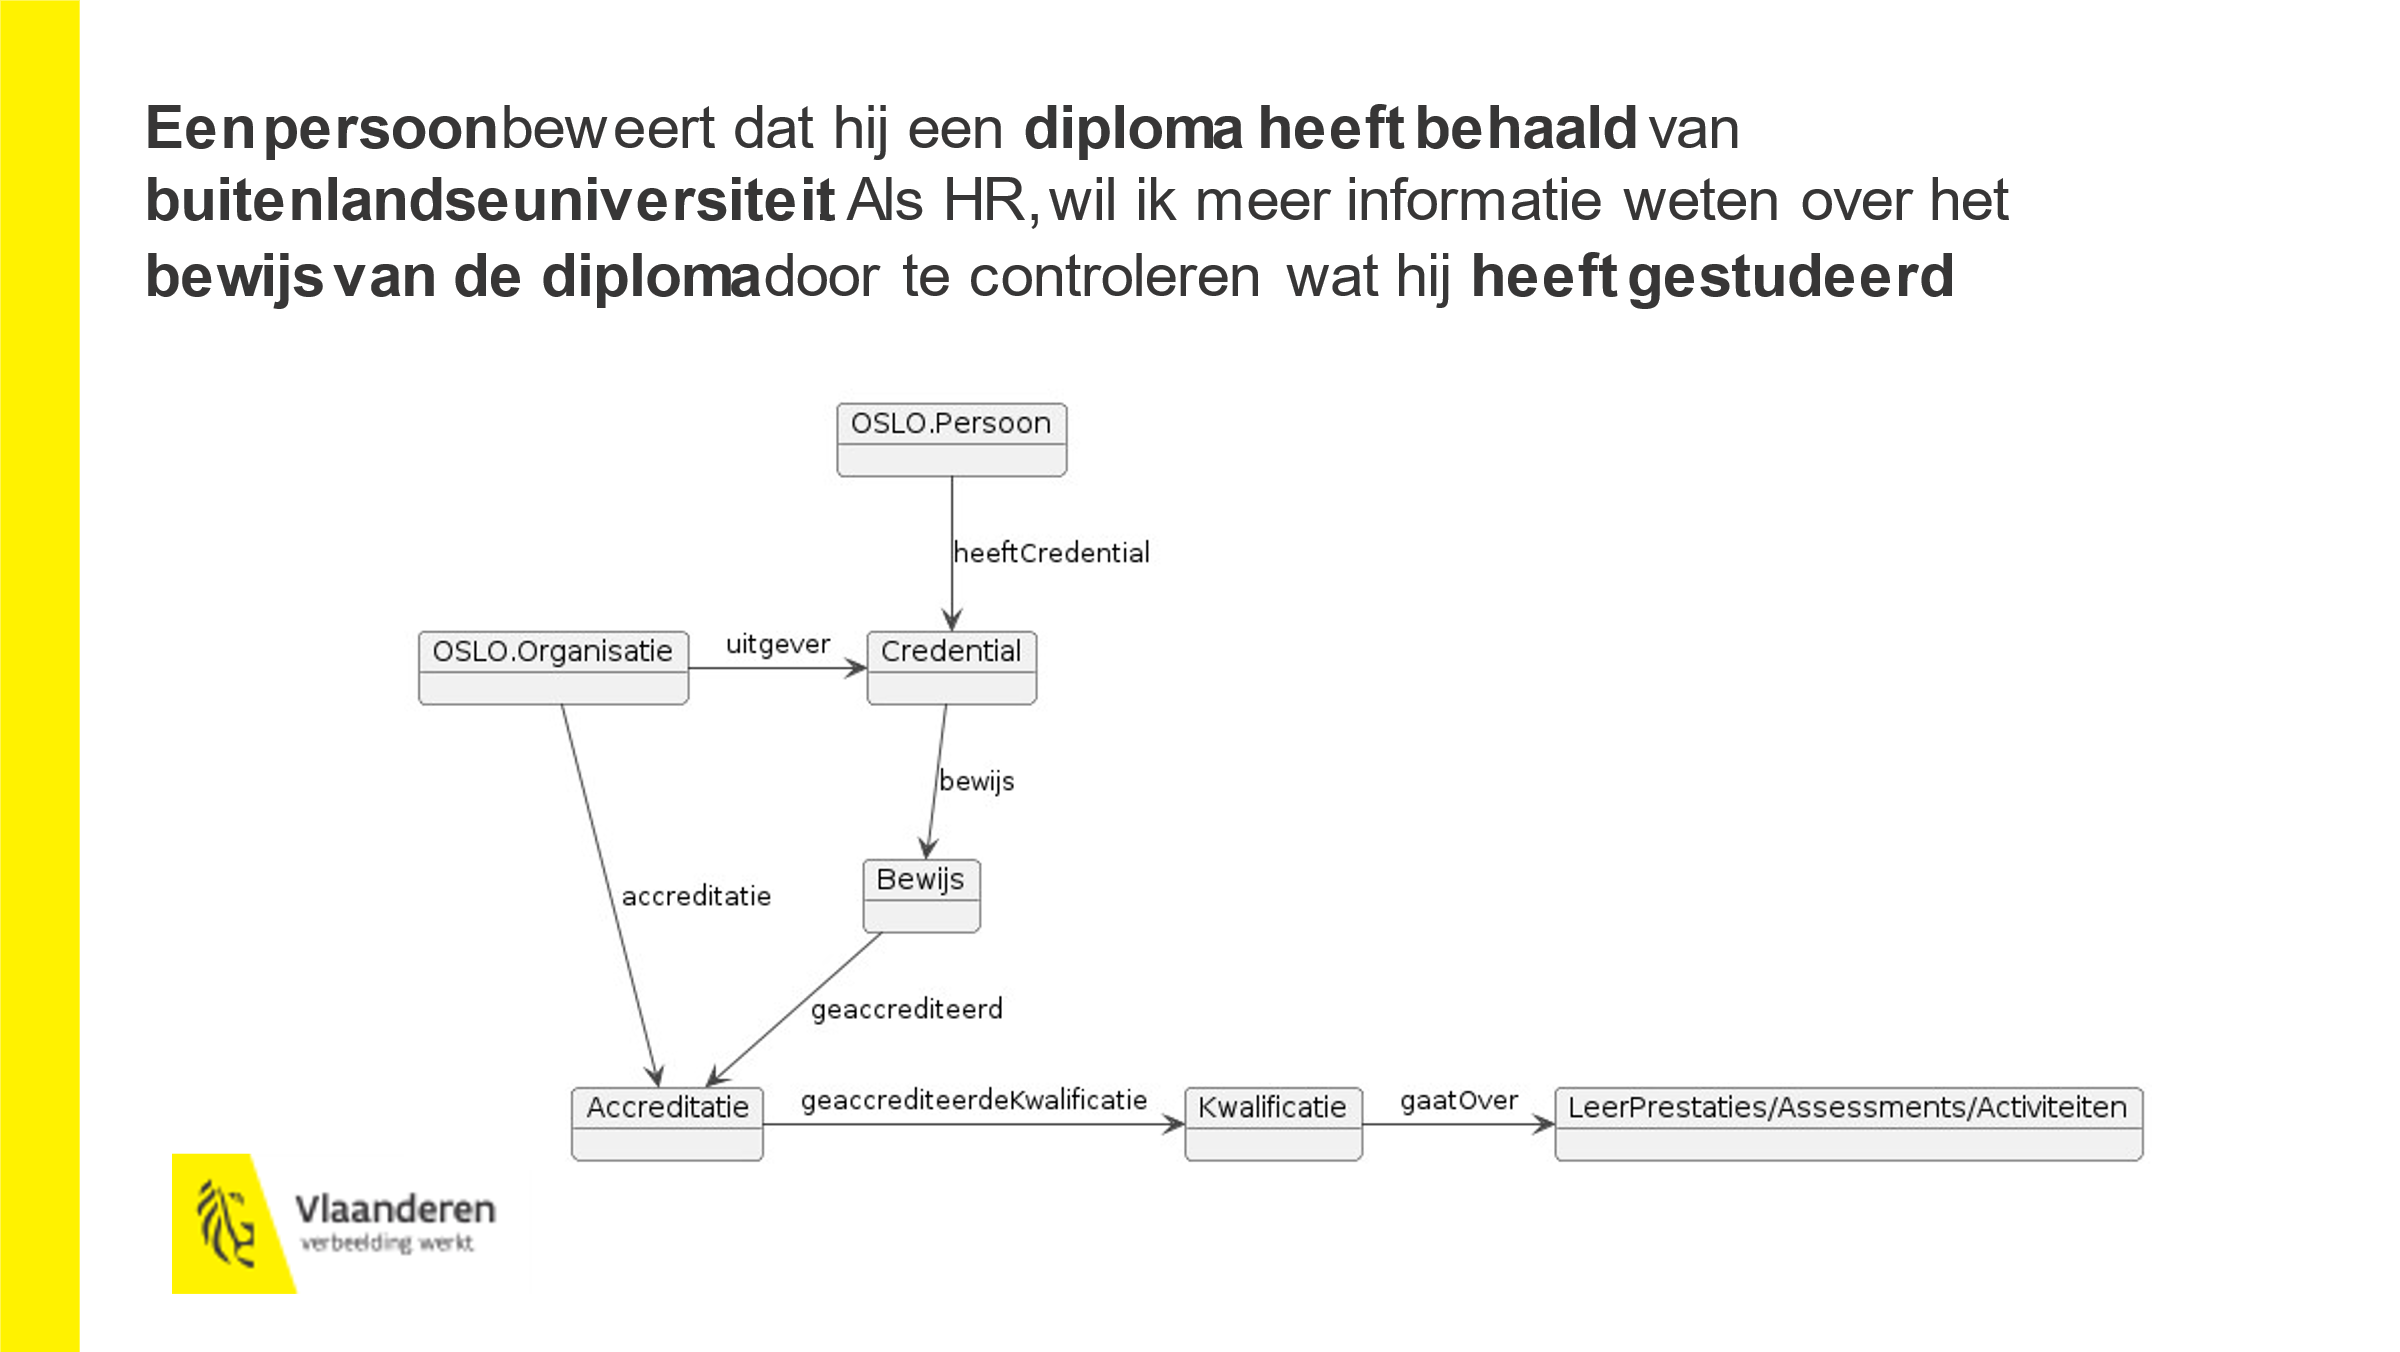 Een persoon beweert dat hij een diploma heeft behaald van
buitenlandse universiteit. Als HR, wil ik meer informatie weten over het
bewijs van de diploma door te controleren wat hij heeft gestudeerd
OSLO.Persoon
heeftCredential
OSLO.Organisatie
uitgever
Credential
bewijs
Bewijs
accreditatie
geaccrediteerd
Accreditatie
geaccrediteerdeKwalificatie
Kwalificatie
gaatOver
LeerPrestaties/Assessments/Activiteiten
Vlaanderen
verbeelding werkt